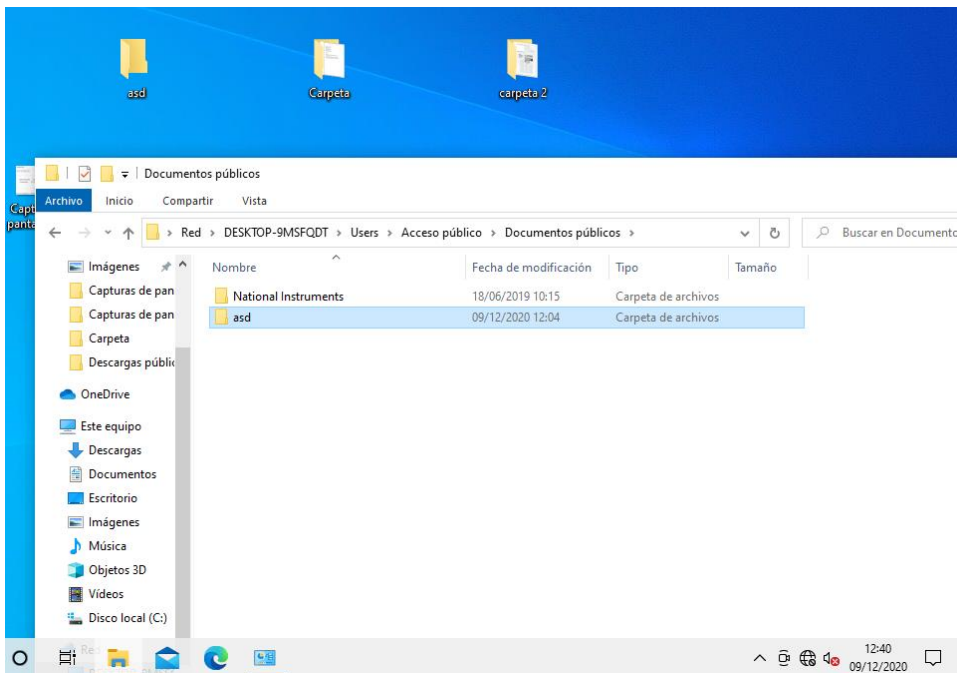 asd
Carpeta
carpeta 2
Documentos públicos
Archivo Inicio Compartir Vista
Capt
panta
Red > DESKTOP-9MSFQDT > Users > Acceso público > Documentos públicos >
Buscar en Documento
Imágenes
Capturas de pan
Capturas de pan
Carpeta
Descargas públic
OneDrive
Este equipo
Descargas
Documentos
Escritorio
Imágenes
Música
Objetos 3D
Vídeos
Disco local (C:)
Re
Nombre Fecha de modificación Tipo Tamaño
National Instruments 18/06/2019 10:15 Carpeta de archivos
asd 09/12/2020 12:04 Carpeta de archivos
12:40
09/12/2020